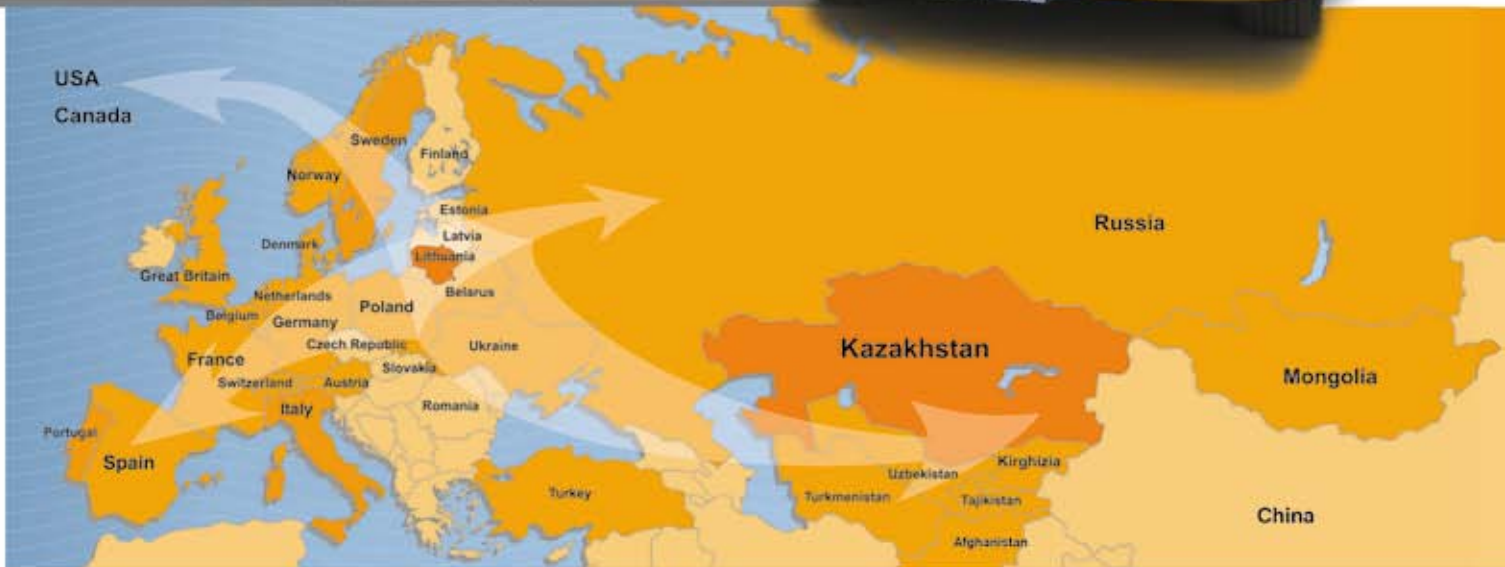 USA
Canada
Sweden
Finland
Norway
Estonia
Russia
Latvia
Denmark
Lithuania
Great Britain
Belarus
Netherlands
Poland
Belgium
Germany
Czech Republic
Ukraine
Kazakhstan
France
Slovakia
Switzerland
Austria
Mongolia
Romania
Italy
Portugal
Spain
Kirghizia
Uzbekistan
Turkey
Turkmenistan
Tajikistan
China
Afghanistan